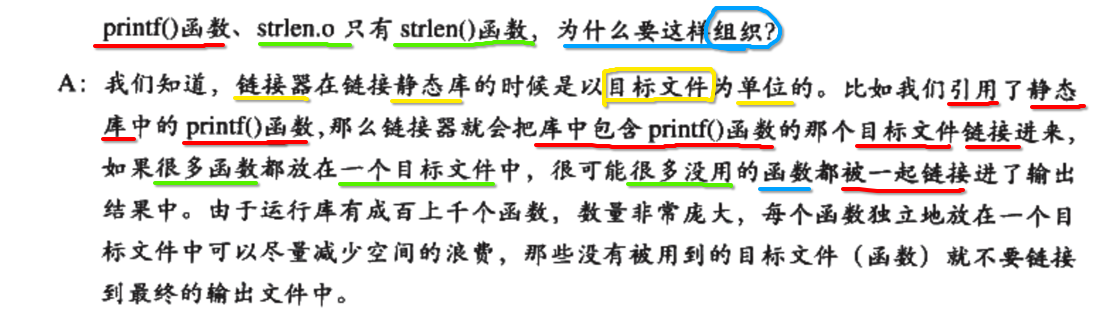 printf()函数、strlen.o 只有 strlen()函数，为什么要这样组织?
A：我们知道，链接器在链接静态库的时候是以目标文件为单位的。比如我们引用了静态
库中的 printf()函数,那么链接器就会把库中包含 printf()函数的那个目标文件链接进来，
如果很多函数都放在一个目标文件中，很可能很多没用的函数都被一起链接进了输出
结果中。由于运行库有成百上千个函数，数量非常庞大，每个函数独立地放在一个目
标文件中可以尽量减少空间的浪费，那些没有被用到的目标文件（函数）就不要链接
到最终的输出文件中。